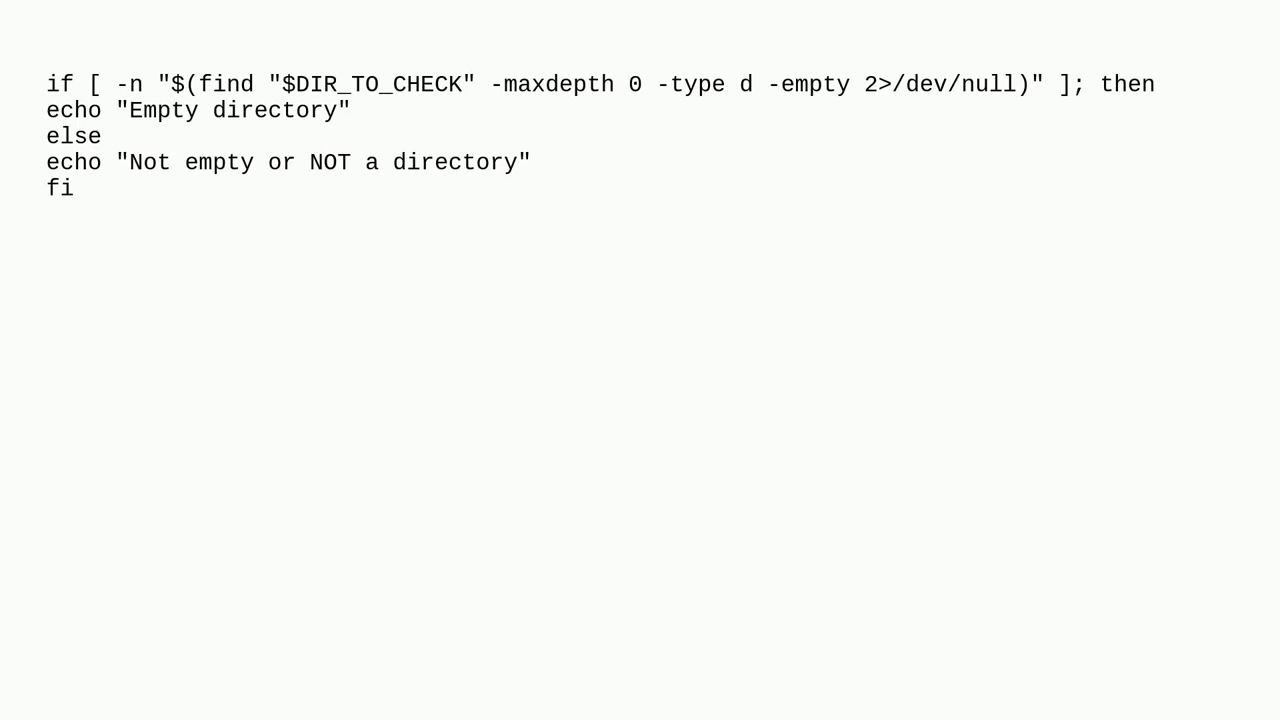 if [ -n "$(find "$DIR_TO_CHECK" -maxdepth 0 -type d -empty 2>/dev/null)" ]; then
echo "Empty directory"
else
echo "Not empty or NOT a directory"
fi